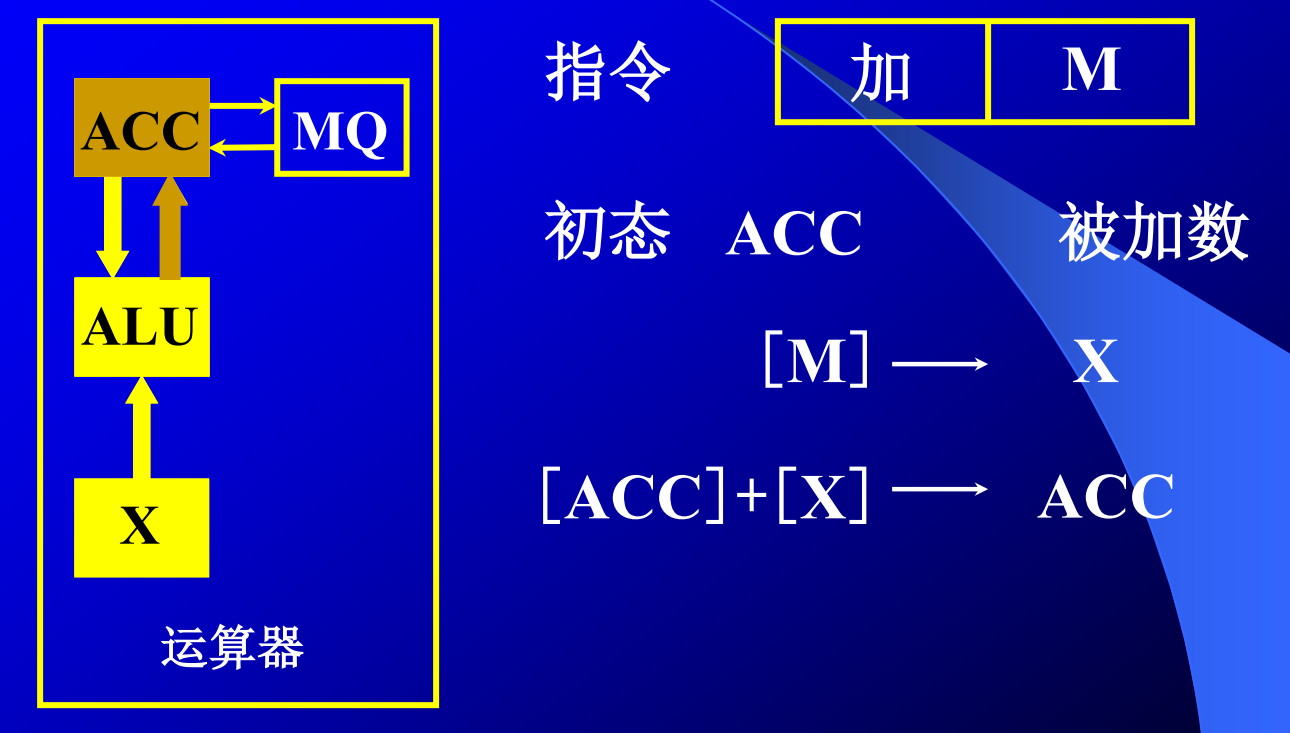 ACC
MQ
ALU
X
运算器
指令 加 M
初态 ACC 被加数
[M] → X
[ACC]+[X] → ACC